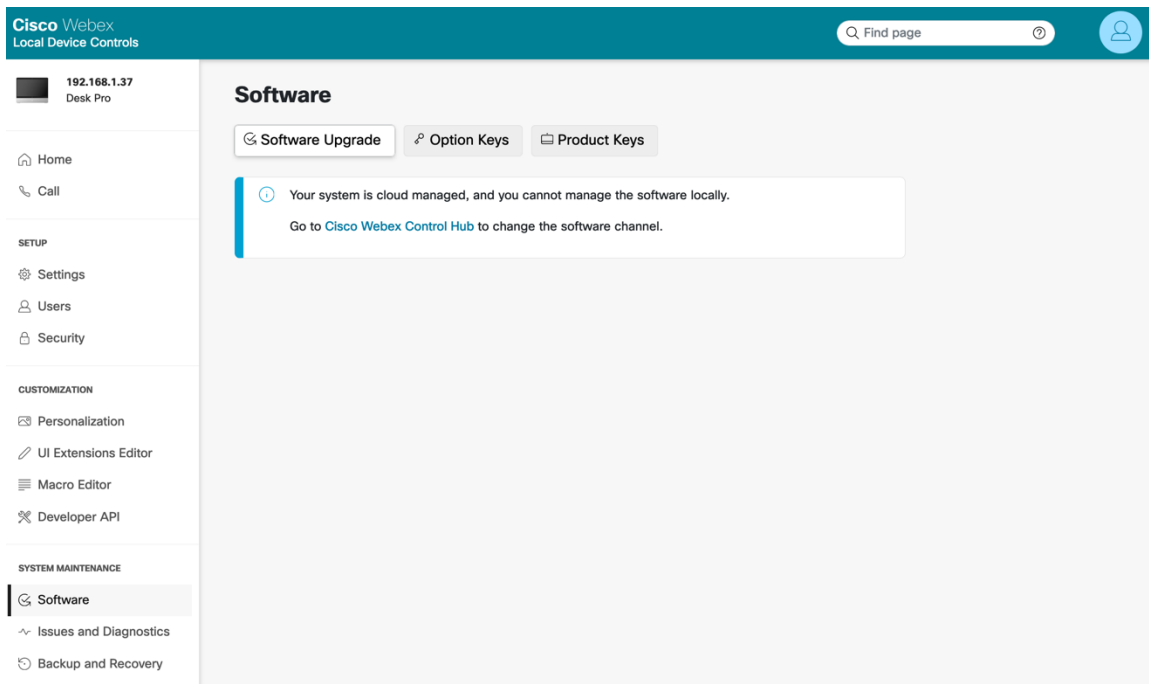 Cisco Webex
Local Device Controls
Find page
192.168.1.37
Desk Pro
Home
Call
SETUP
Settings
Users
Security
CUSTOMIZATION
Personalization
UI Extensions Editor
Macro Editor
Developer API
SYSTEM MAINTENANCE
Software
Issues and Diagnostics
Backup and Recovery
Software
Software Upgrade
Option Keys
Product Keys
Your system is cloud managed, and you cannot manage the software locally.
Go to Cisco Webex Control Hub to change the software channel.